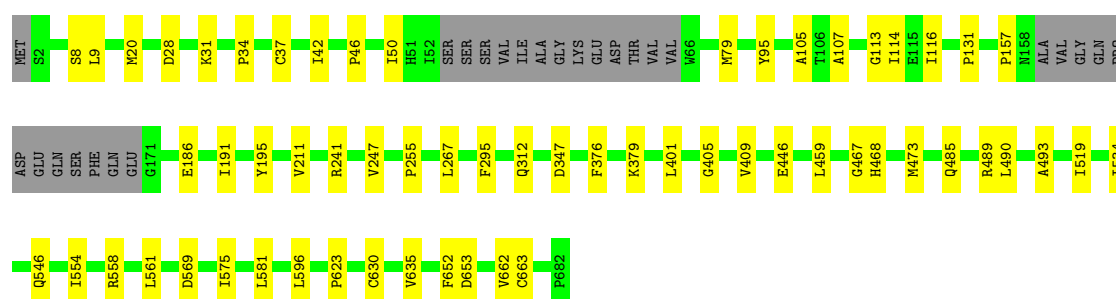 MET S2 S8 L9 M20 D28 K31 P34 C37 I42 P46 I50 H51 I52 SER SER SER VAL ILE ALA GLY LYS GLU ASP THR VAL VAL W66 M79 Y95 A105 T106 A107 G113 I114 E115 I116 P131 P157 N158 ALA VAL GLY GLN
ASP GLU GLN SER PHE GLN GLU G171 E186 I191 Y195 V211 R241 V247 P255 L267 F295 Q312 D347 F376 K379 L401 G405 V409 E446 L459 G467 H468 M473 Q485 R489 L490 A493 I519
Q546 I554 R558 L561 D569 I575 L581 L596 P623 C630 V635 F652 D653 V662 C663 P682